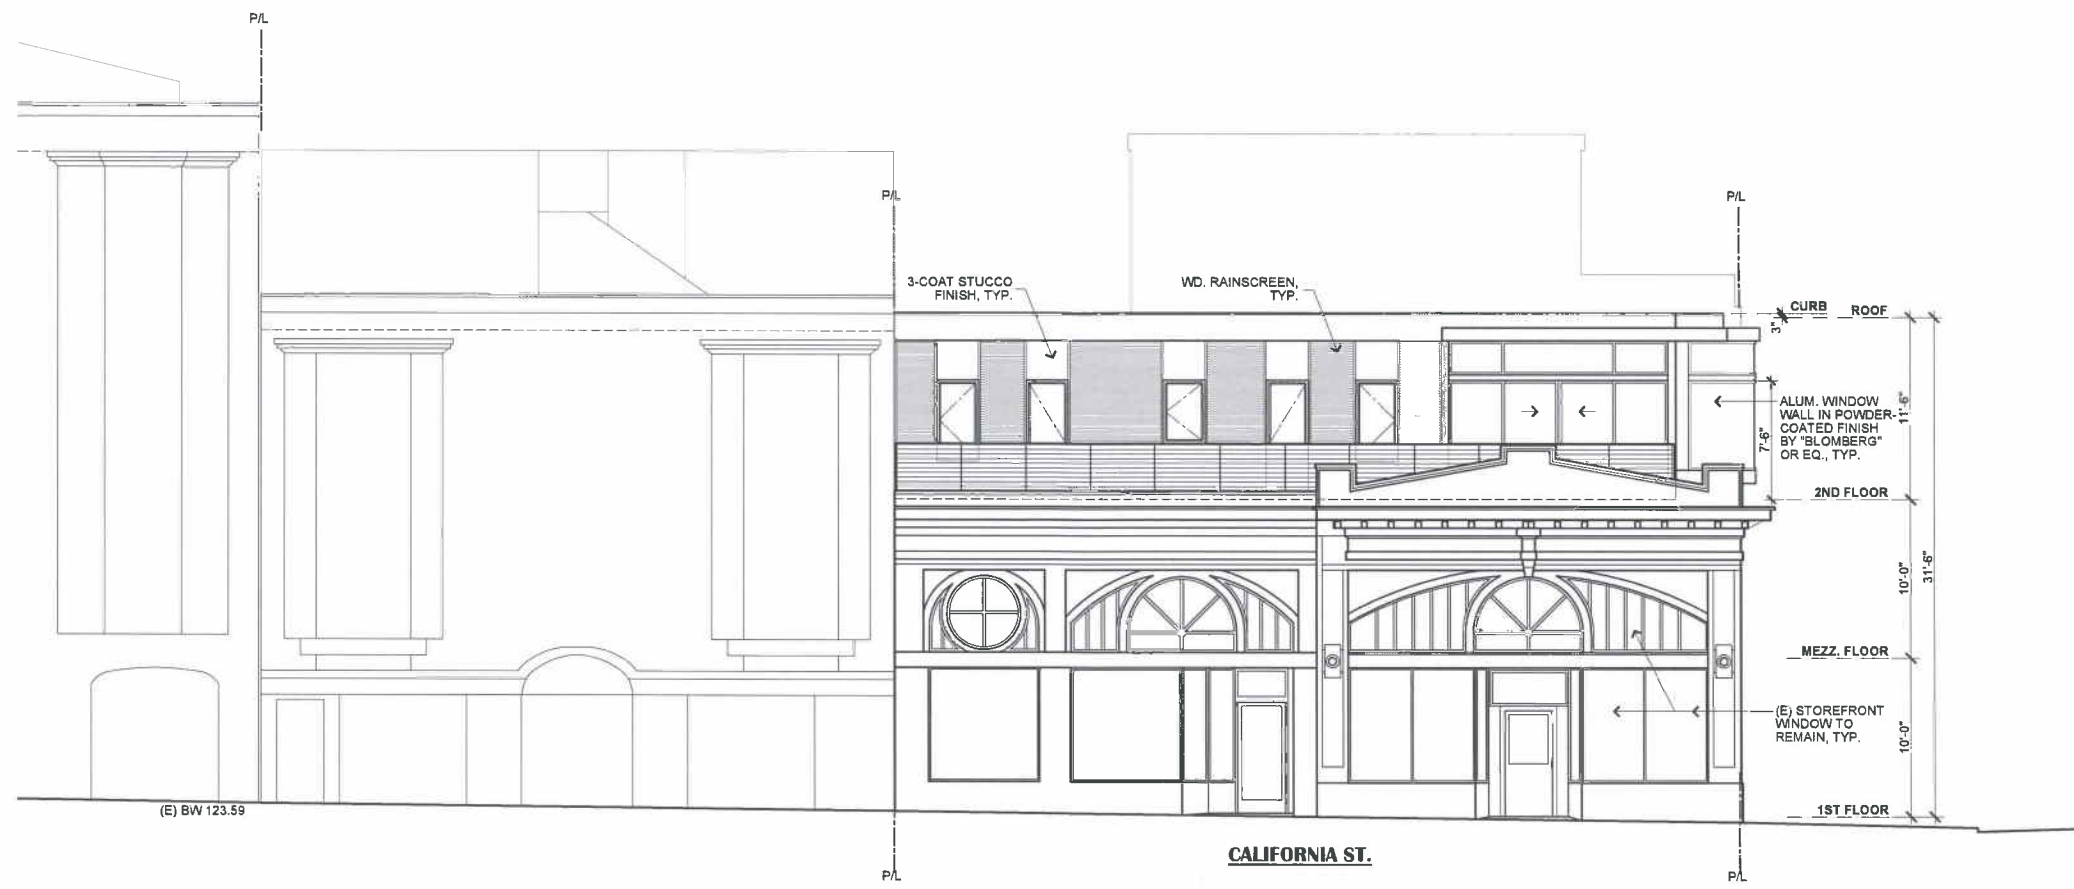 P/L
P/L
P/L
3-COAT STUCCO
FINISH, TYP.
WD. RAINSCREEN,
TYP.
CURB
ROOF
3"
ALUM. WINDOW
WALL IN POWDER-
COATED FINISH
BY "BLOMBERG"
OR EQ., TYP.
7'-6"
11'-6"
2ND FLOOR
10'-0"
31'-6"
MEZZ. FLOOR
(E) STOREFRONT
WINDOW TO
REMAIN, TYP.
10'-0"
1ST FLOOR
(E) BW 123.59
CALIFORNIA ST.
P/L
P/L